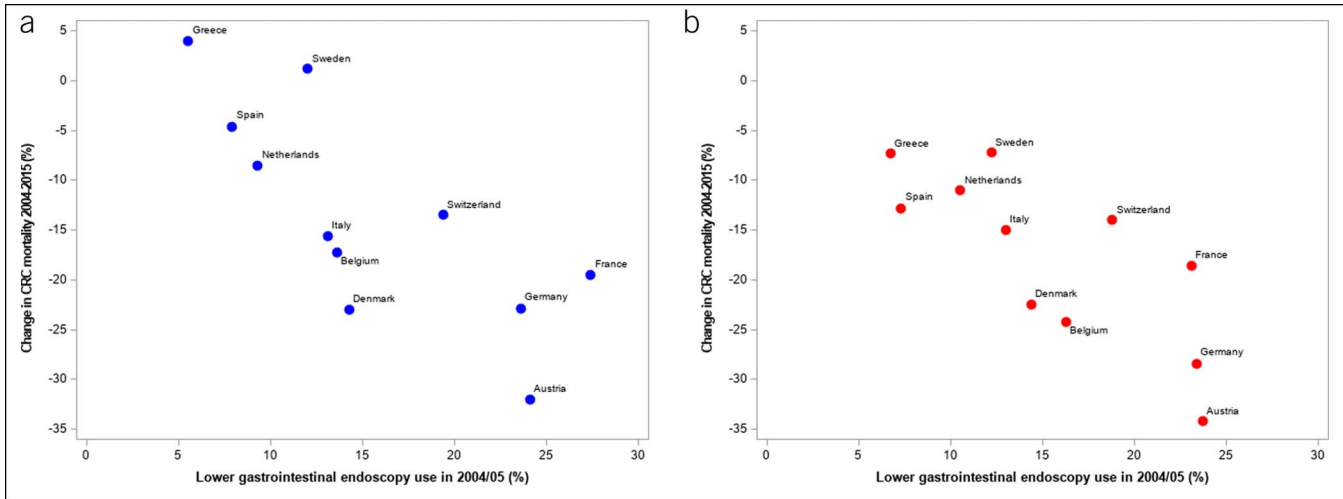 a
Change in CRC mortality 2004-2015 (%)
5
0
-5
-10
-15
-20
-25
-30
-35
Greece
Sweden
Spain
Netherlands
Switzerland
Italy
Belgium
France
Denmark
Germany
Austria
0 5 10 15 20 25 30
Lower gastrointestinal endoscopy use in 2004/05 (%)
b
Change in CRC mortality 2004-2015 (%)
5
0
-5
-10
-15
-20
-25
-30
-35
Greece
Sweden
Netherlands
Spain
Switzerland
Italy
France
Denmark
Belgium
Germany
Austria
0 5 10 15 20 25 30
Lower gastrointestinal endoscopy use in 2004/05 (%)